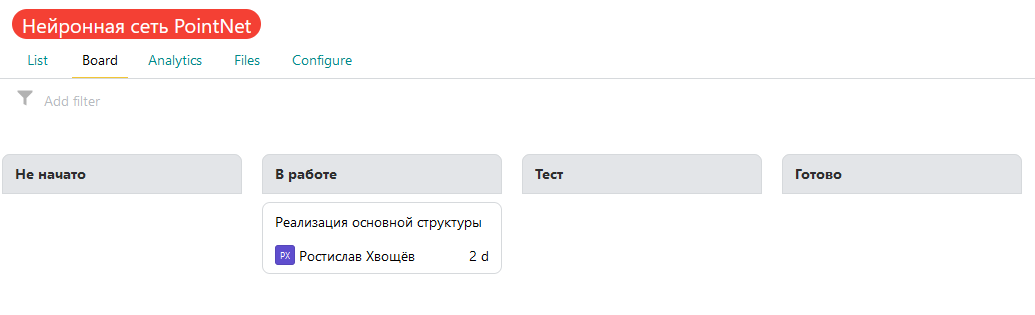 Нейронная сеть PointNet
List Board Analytics Files Configure
Add filter
Не начато В работе Тест Готово
Реализация основной структуры
РХ Ростислав Хвощёв 2 d